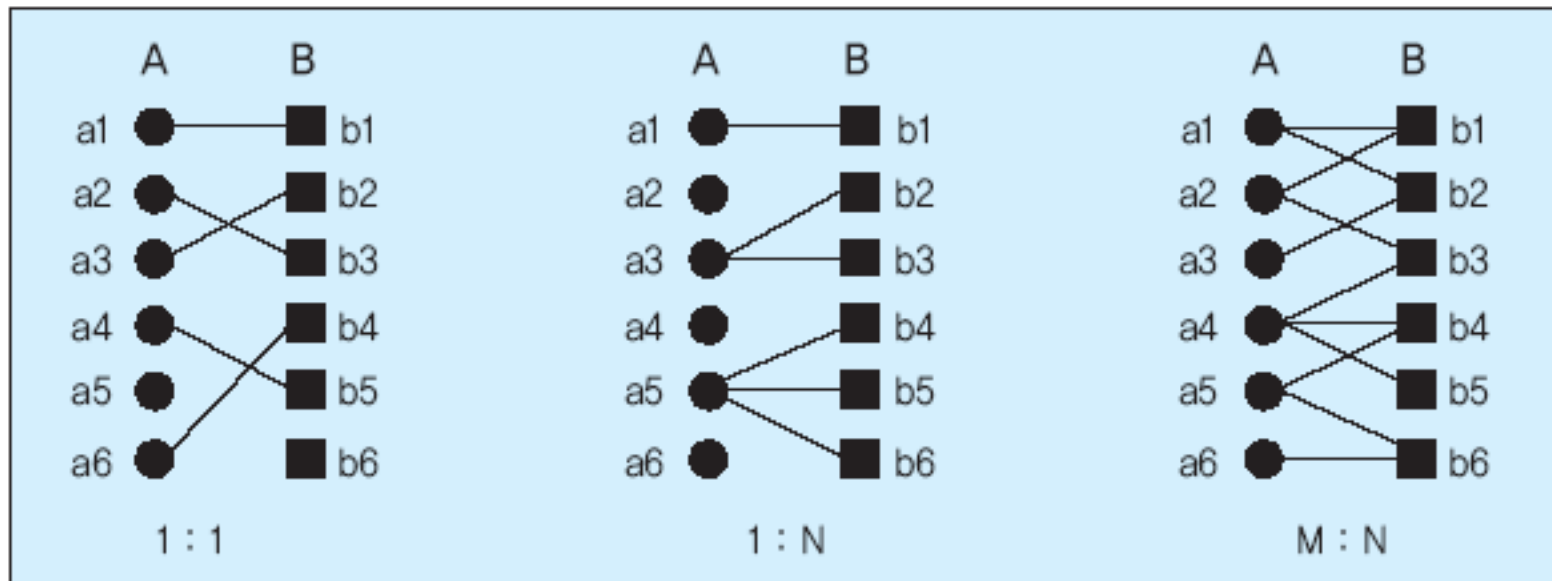 A B A B A B
a1 b1 a1 b1 a1 b1
a2 b2 a2 b2 a2 b2
a3 b3 a3 b3 a3 b3
a4 b4 a4 b4 a4 b4
a5 b5 a5 b5 a5 b5
a6 b6 a6 b6 a6 b6
1 : 1 1 : N M : N